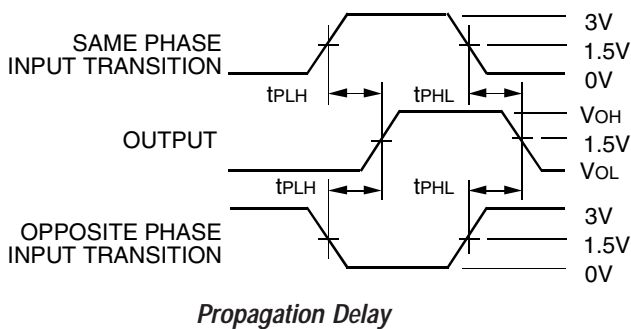 3V
SAME PHASE
INPUT TRANSITION
1.5V
0V
tPLH
tPHL
VOH
OUTPUT
1.5V
VOL
tPLH
tPHL
3V
OPPOSITE PHASE
INPUT TRANSITION
1.5V
0V
Propagation Delay